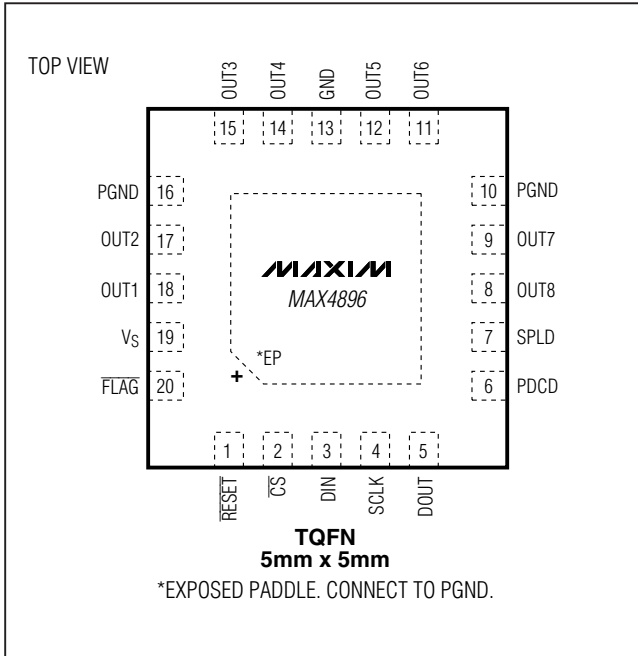 TOP VIEW
OUT3
OUT4
GND
OUT5
OUT6
15
14
13
12
11
PGND 16
OUT2 17
OUT1 18
VS 19
FLAG 20
10 PGND
9 OUT7
8 OUT8
7 SPLD
6 PDCD
MAXIM
MAX4896
*EP
+
1
2
3
4
5
RESET
CS
DIN
SCLK
DOUT
TQFN
5mm x 5mm
*EXPOSED PADDLE. CONNECT TO PGND.